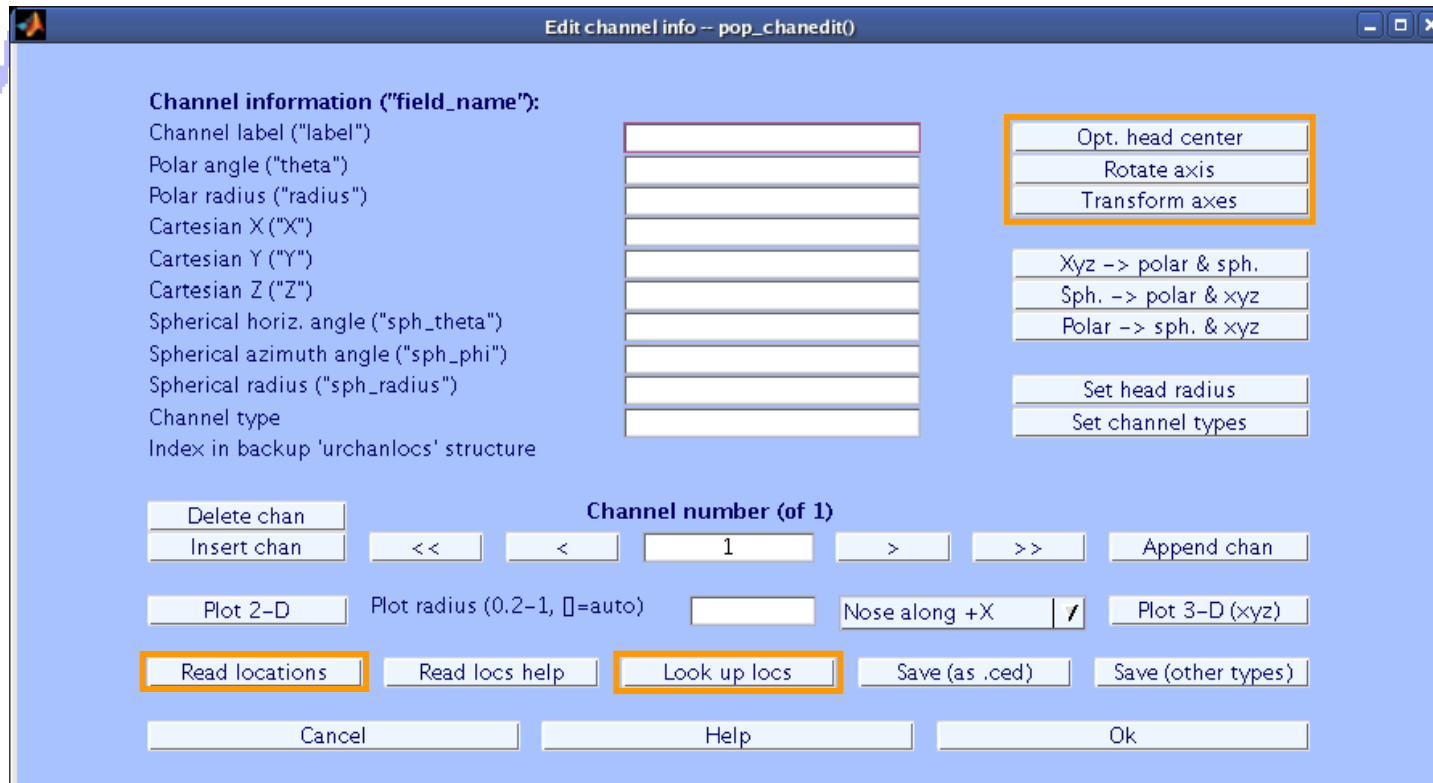 Edit channel info -- pop_chanedit()
Channel information ("field_name"):
Channel label ("label")
Opt. head center
Polar angle ("theta")
Rotate axis
Polar radius ("radius")
Transform axes
Cartesian X ("X")
Cartesian Y ("Y")
Xyz -> polar & sph.
Cartesian Z ("Z")
Sph. -> polar & xyz
Spherical horiz. angle ("sph_theta")
Polar -> sph. & xyz
Spherical azimuth angle ("sph_phi")
Spherical radius ("sph_radius")
Set head radius
Channel type
Set channel types
Index in backup 'urchanlocs' structure
Delete chan
Channel number (of 1)
Insert chan << < 1 > >> Append chan
Plot 2-D Plot radius (0.2-1, []=auto) Nose along +X Plot 3-D (xyz)
Read locations Read locs help Look up locs Save (as .ced) Save (other types)
Cancel Help Ok